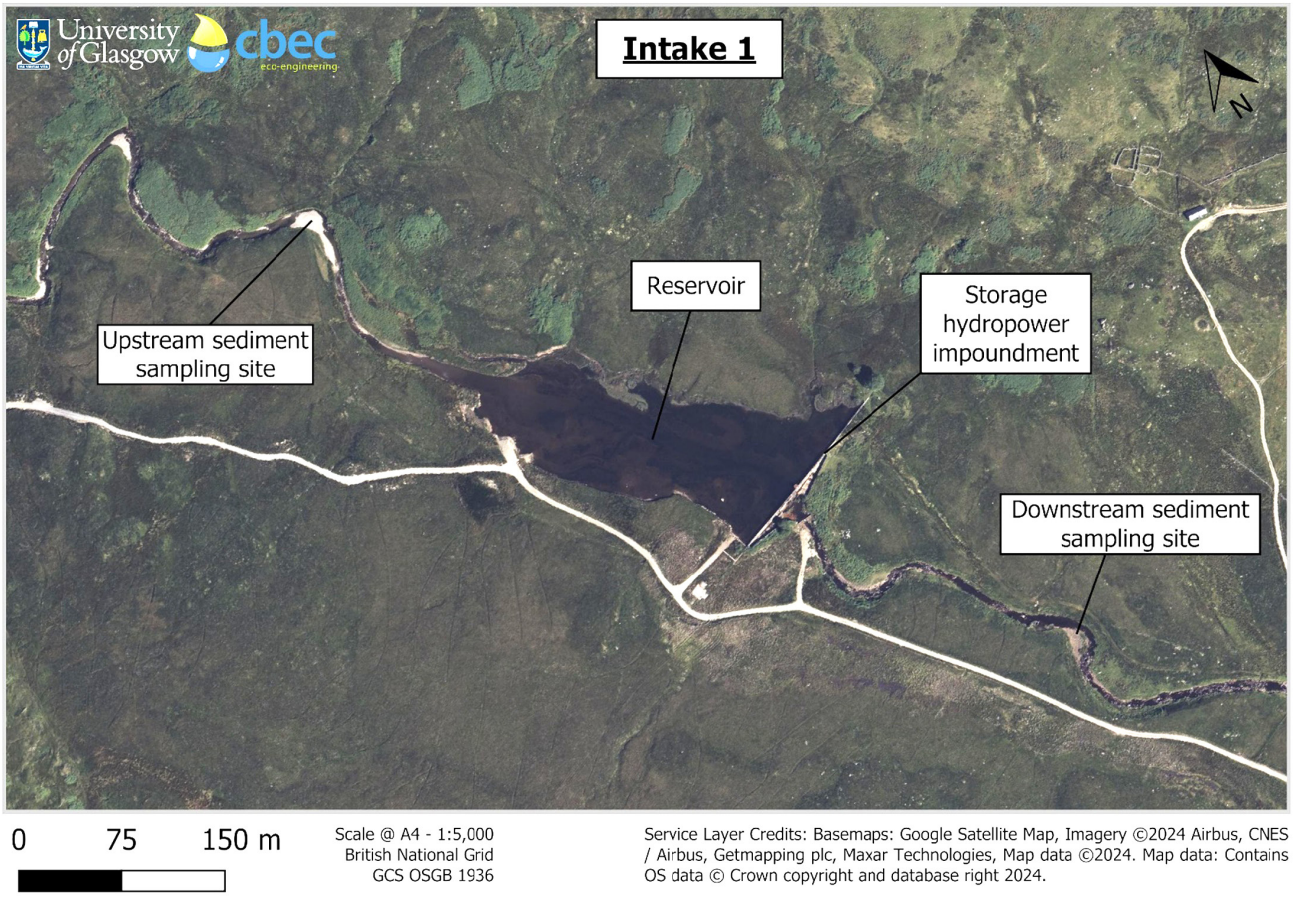 University
of Glasgow
cbec
eco-engineering
Intake 1
N
Reservoir
Storage
hydropower
impoundment
Upstream sediment
sampling site
Downstream sediment
sampling site
0 75 150 m
Scale @ A4 - 1:5,000
British National Grid
GCS OSGB 1936
Service Layer Credits: Basemaps: Google Satellite Map, Imagery ©2024 Airbus, CNES
/ Airbus, Getmapping plc, Maxar Technologies, Map data ©2024. Map data: Contains
OS data © Crown copyright and database right 2024.